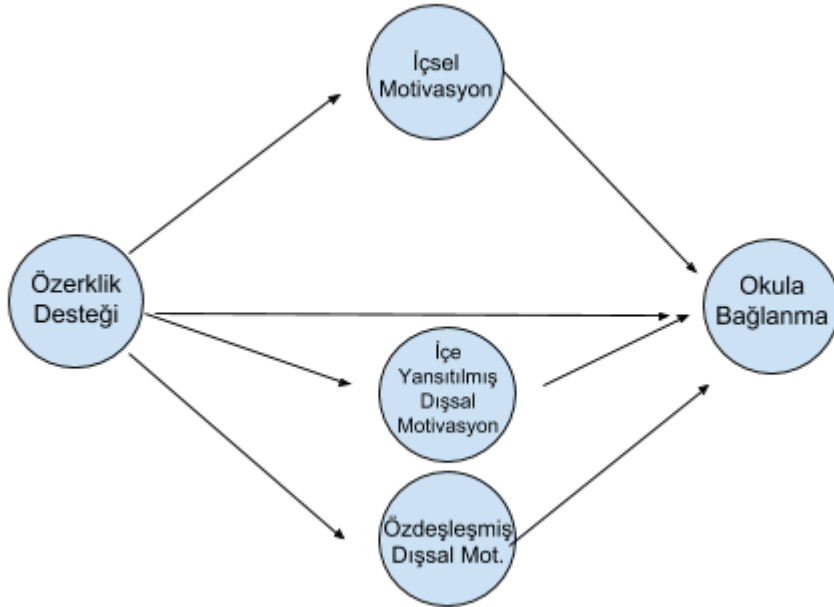 İçsel
Motivasyon
Özerklik
Desteği
Okula
Bağlanma
İçe
Yansıtılmış
Dışsal
Motivasyon
Özdeşleşmiş
Dışsal Mot.